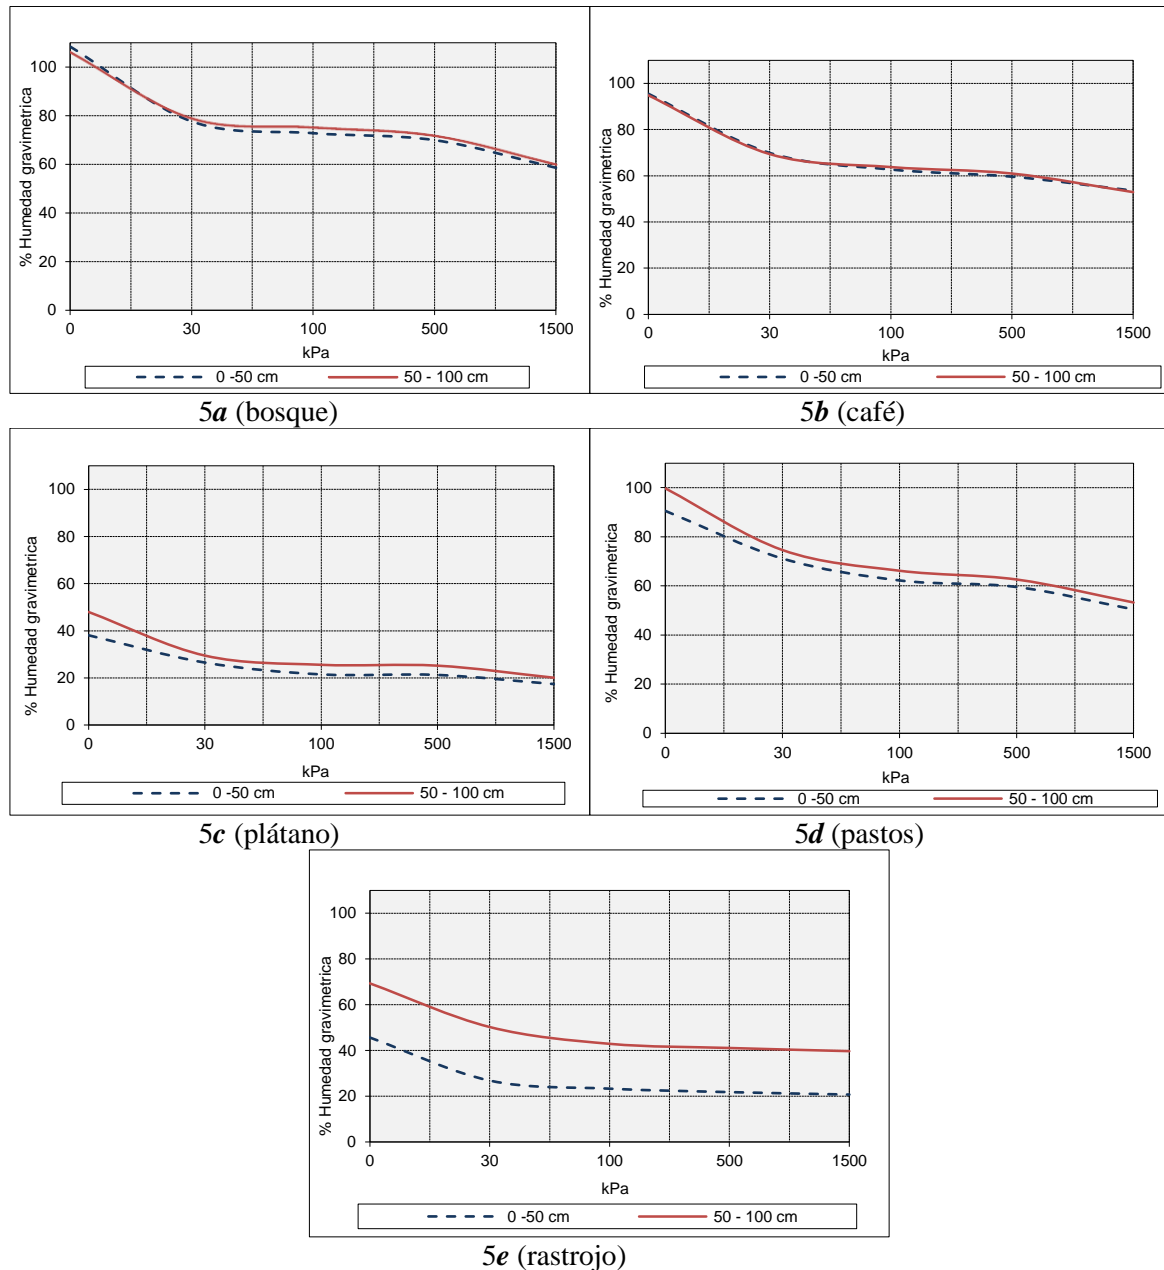 % Humedad gravimetrica
100
80
60
40
20
0
0 30 100 500 1500
kPa
0 -50 cm 50 - 100 cm
5a (bosque)
% Humedad gravimetrica
100
80
60
40
20
0
0 30 100 500 1500
kPa
0 -50 cm 50 - 100 cm
5b (café)
% Humedad gravimetrica
100
80
60
40
20
0
0 30 100 500 1500
kPa
0 -50 cm 50 - 100 cm
5c (plátano)
% Humedad gravimetrica
100
80
60
40
20
0
0 30 100 500 1500
kPa
0 -50 cm 50 - 100 cm
5d (pastos)
% Humedad gravimetrica
100
80
60
40
20
0
0 30 100 500 1500
kPa
0 -50 cm 50 - 100 cm
5e (rastrojo)